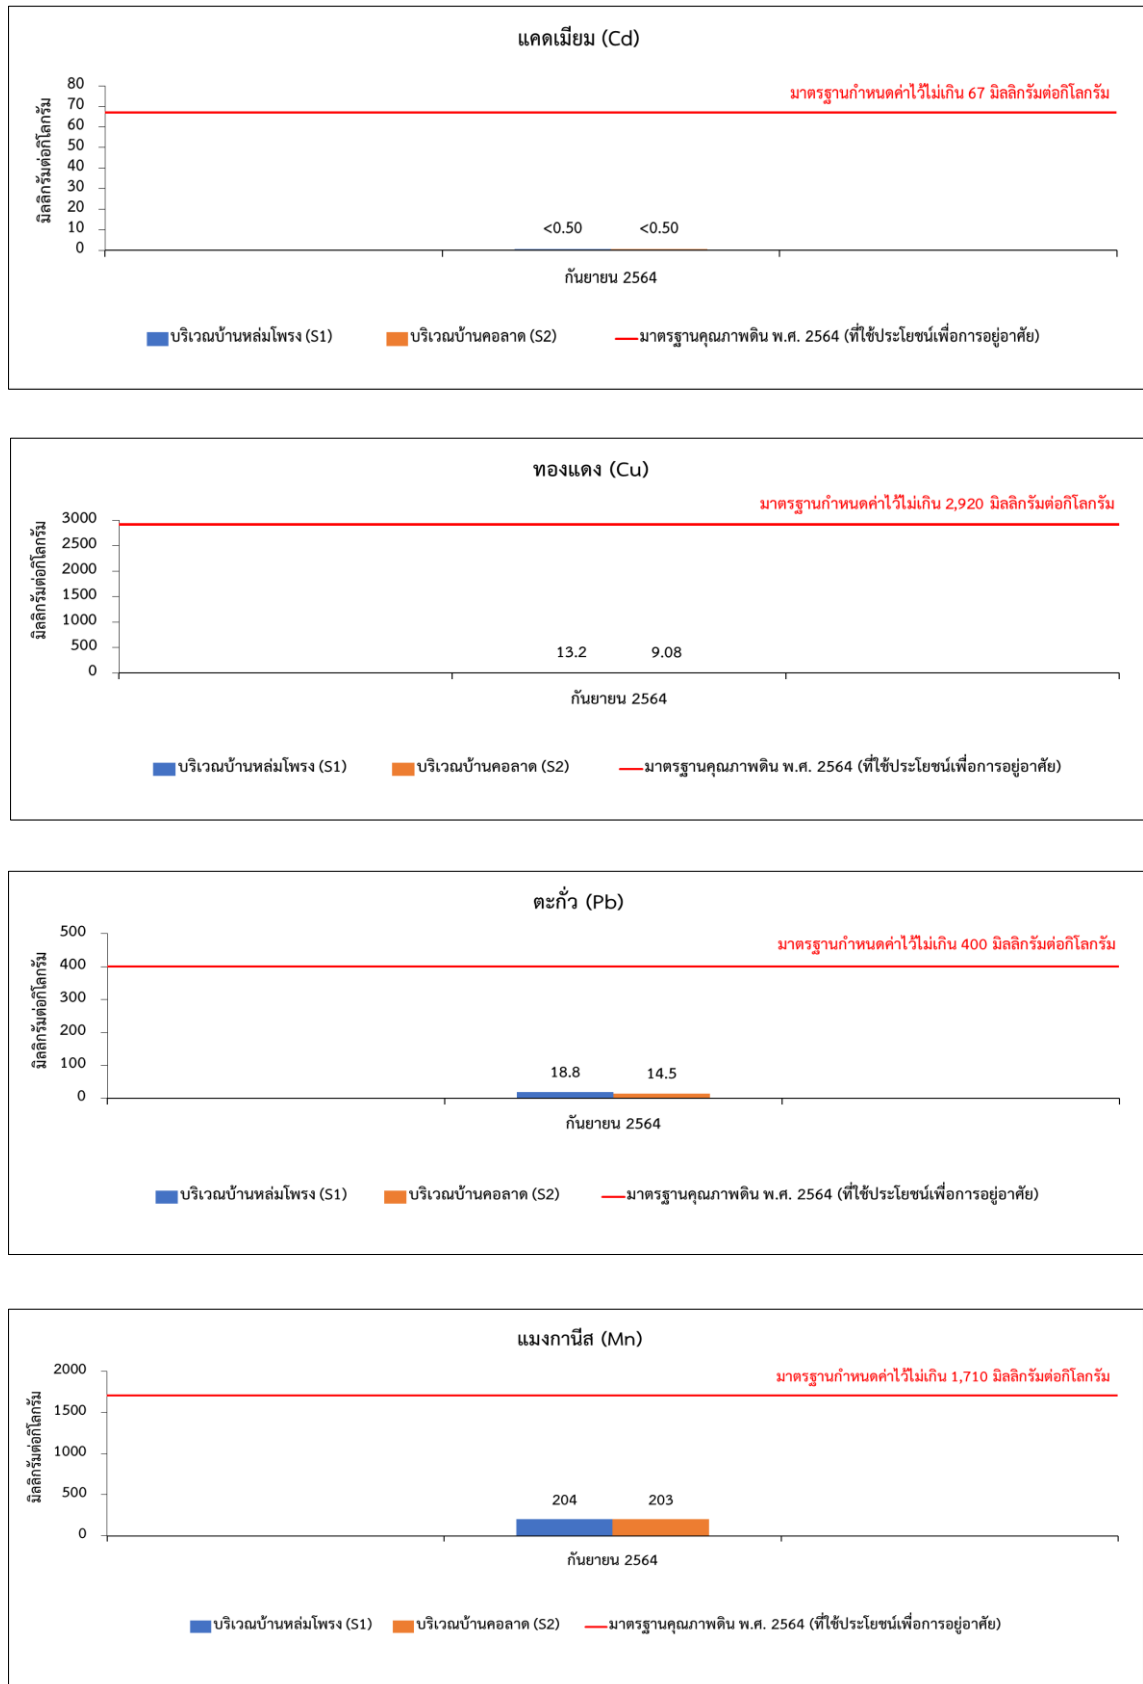 แคดเมียม (Cd)
มาตรฐานกำหนดค่าไว้ไม่เกิน 67 มิลลิกรัมต่อกิโลกรัม
มิลลิกรัมต่อกิโลกรัม
80
70
60
50
40
30
20
10
0
<0.50 <0.50
กันยายน 2564
บริเวณบ้านหล่มโพรง (S1) บริเวณบ้านคอลาด (S2) มาตรฐานคุณภาพดิน พ.ศ. 2564 (ที่ใช้ประโยชน์เพื่อการอยู่อาศัย)
ทองแดง (Cu)
มาตรฐานกำหนดค่าไว้ไม่เกิน 2,920 มิลลิกรัมต่อกิโลกรัม
มิลลิกรัมต่อกิโลกรัม
3000
2500
2000
1500
1000
500
0
13.2 9.08
กันยายน 2564
บริเวณบ้านหล่มโพรง (S1) บริเวณบ้านคอลาด (S2) มาตรฐานคุณภาพดิน พ.ศ. 2564 (ที่ใช้ประโยชน์เพื่อการอยู่อาศัย)
ตะกั่ว (Pb)
มาตรฐานกำหนดค่าไว้ไม่เกิน 400 มิลลิกรัมต่อกิโลกรัม
มิลลิกรัมต่อกิโลกรัม
500
400
300
200
100
0
18.8 14.5
กันยายน 2564
บริเวณบ้านหล่มโพรง (S1) บริเวณบ้านคอลาด (S2) มาตรฐานคุณภาพดิน พ.ศ. 2564 (ที่ใช้ประโยชน์เพื่อการอยู่อาศัย)
แมงกานีส (Mn)
มาตรฐานกำหนดค่าไว้ไม่เกิน 1,710 มิลลิกรัมต่อกิโลกรัม
มิลลิกรัมต่อกิโลกรัม
2000
1500
1000
500
0
204 203
กันยายน 2564
บริเวณบ้านหล่มโพรง (S1) บริเวณบ้านคอลาด (S2) มาตรฐานคุณภาพดิน พ.ศ. 2564 (ที่ใช้ประโยชน์เพื่อการอยู่อาศัย)